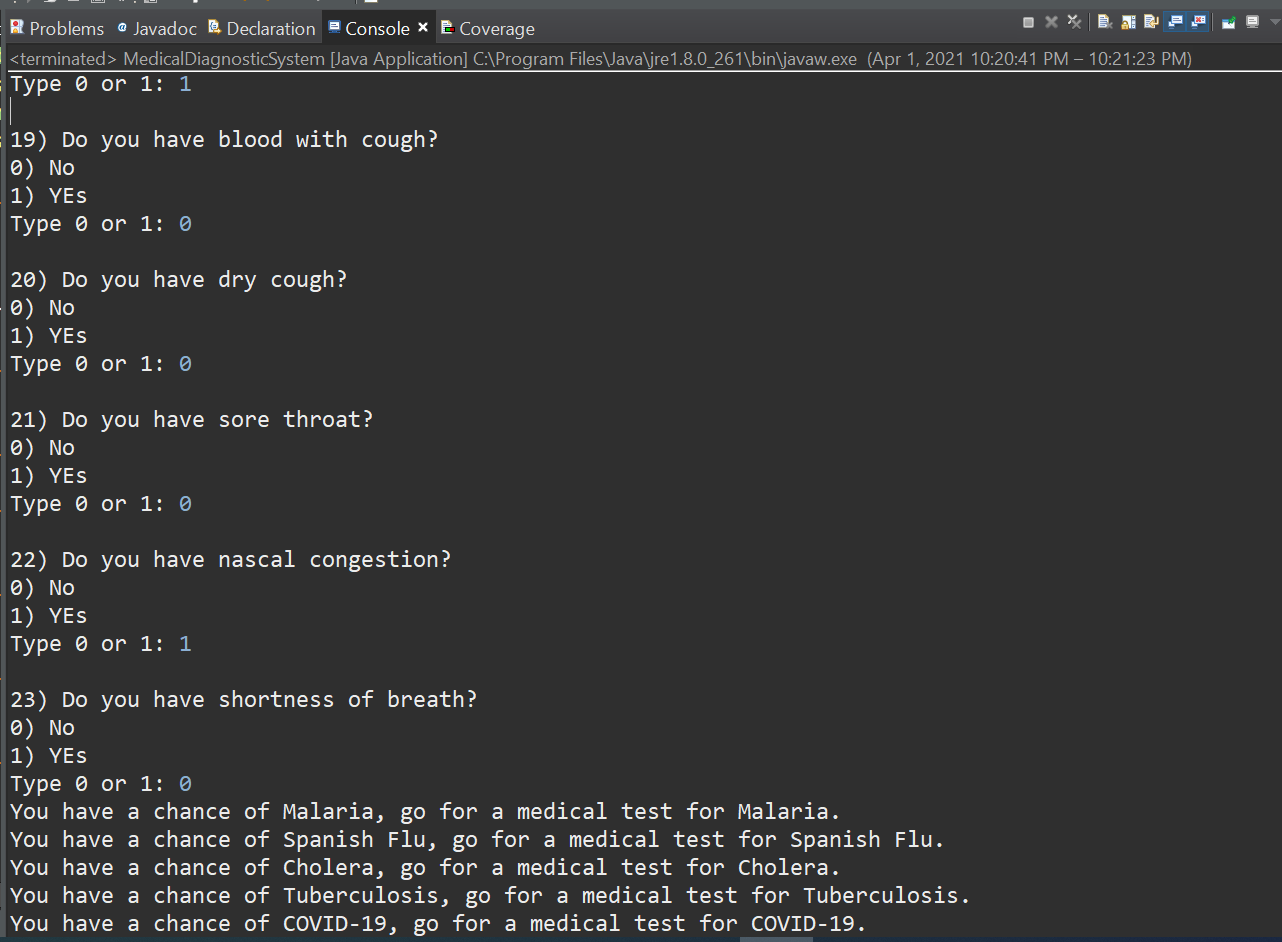 Problems Javadoc Declaration Console Coverage
<terminated> MedicalDiagnosticSystem [Java Application] C:\Program Files\Java\jre1.8.0_261\bin\javaw.exe (Apr 1, 2021 10:20:41 PM – 10:21:23 PM)
Type 0 or 1: 1
19) Do you have blood with cough?
0) No
1) YEs
Type 0 or 1: 0
20) Do you have dry cough?
0) No
1) YEs
Type 0 or 1: 0
21) Do you have sore throat?
0) No
1) YEs
Type 0 or 1: 0
22) Do you have nascal congestion?
0) No
1) YEs
Type 0 or 1: 1
23) Do you have shortness of breath?
0) No
1) YEs
Type 0 or 1: 0
You have a chance of Malaria, go for a medical test for Malaria.
You have a chance of Spanish Flu, go for a medical test for Spanish Flu.
You have a chance of Cholera, go for a medical test for Cholera.
You have a chance of Tuberculosis, go for a medical test for Tuberculosis.
You have a chance of COVID-19, go for a medical test for COVID-19.